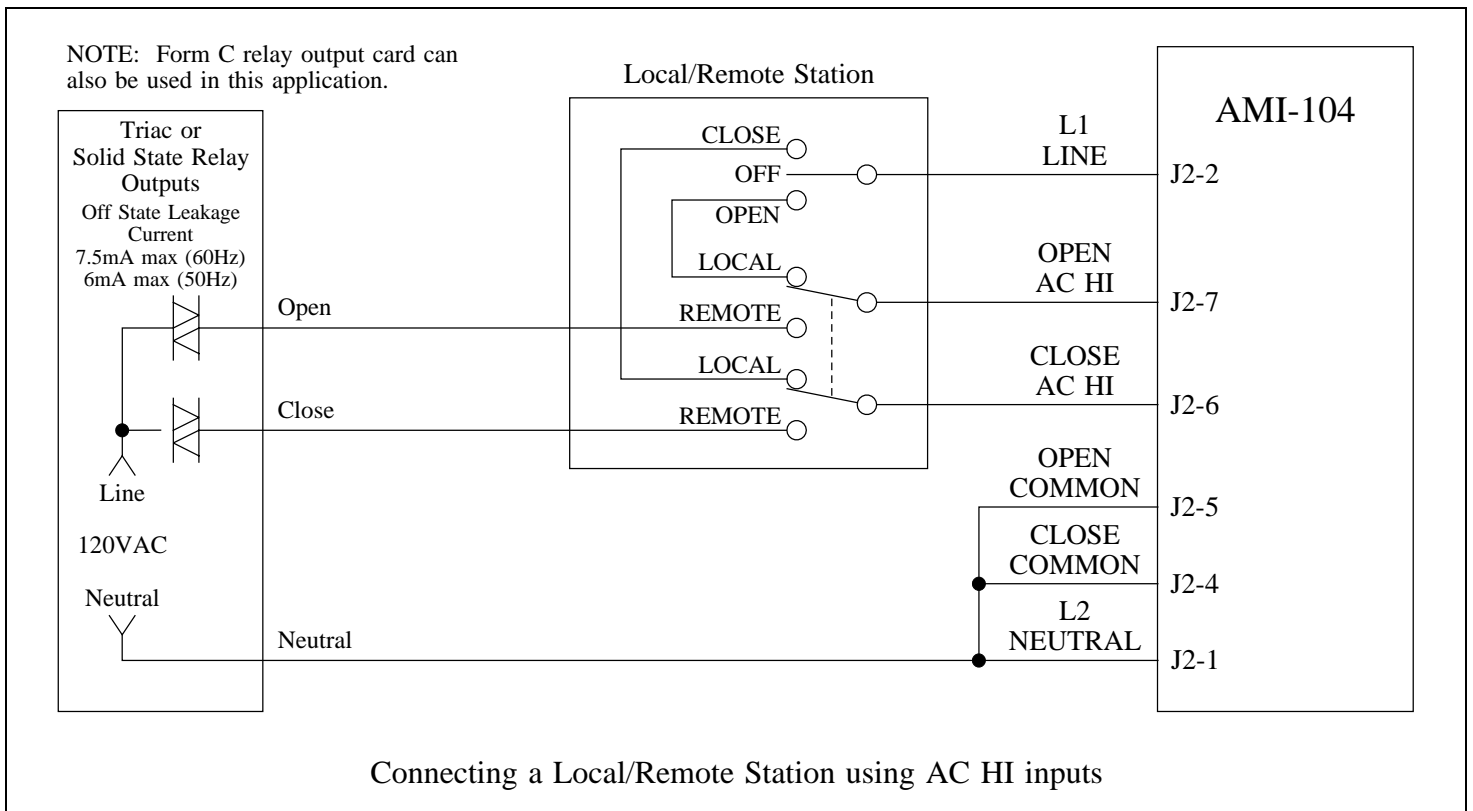 NOTE: Form C relay output card can
also be used in this application.
Triac or
Solid State Relay
Outputs
Off State Leakage
Current
7.5mA max (60Hz)
6mA max (50Hz)
Line
120VAC
Neutral
Open
Close
Neutral
Local/Remote Station
CLOSE
OFF
OPEN
LOCAL
REMOTE
LOCAL
REMOTE
L1
LINE
OPEN
AC HI
CLOSE
AC HI
OPEN
COMMON
CLOSE
COMMON
L2
NEUTRAL
AMI-104
J2-2
J2-7
J2-6
J2-5
J2-4
J2-1
Connecting a Local/Remote Station using AC HI inputs